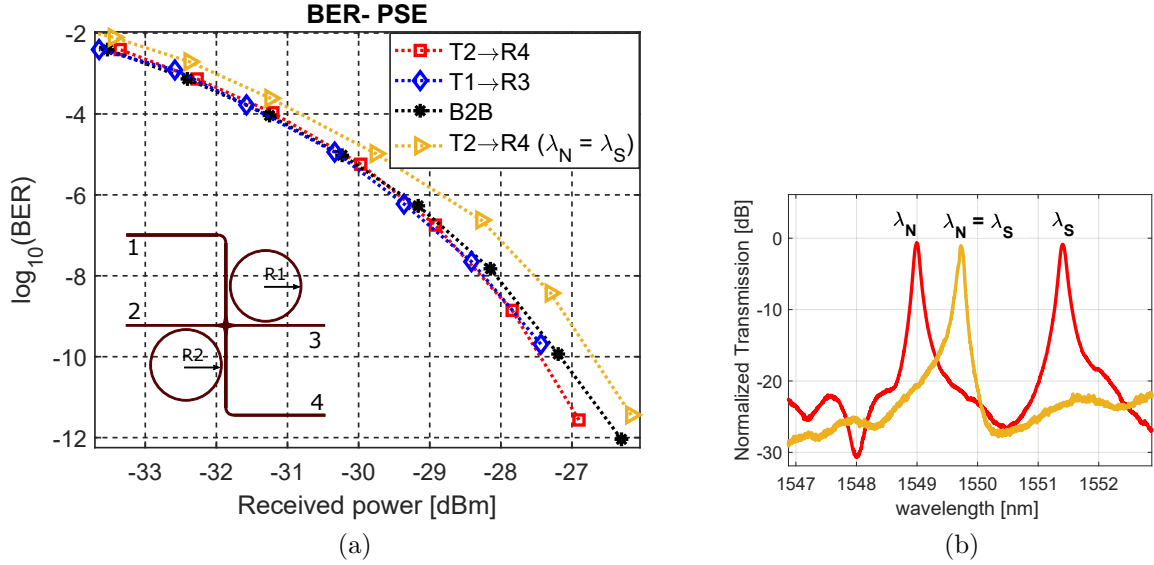 BER- PSE
-2
-4
-6
-8
-10
-12
log10(BER)
T2→R4
T1→R3
B2B
T2→R4 (λN = λS)
1
R1
2
3
R2
4
-33
-31
-30
-29
-28
-27
Received power [dBm]
(a)
λN
λN = λS
λS
0
-10
-20
-30
Normalized Transmission [dB]
1547
1548
1549
1550
1551
1552
wavelength [nm]
(b)